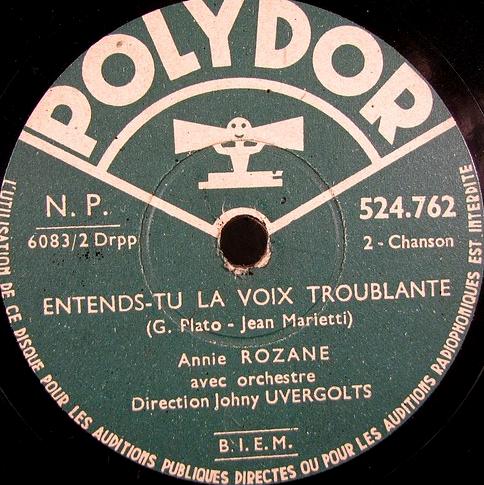 POLYDOR
N. P.
6083/2 Drpp
524.762
2 - Chanson
ENTENDS-TU LA VOIX TROUBLANTE
(G. Plato - Jean Marietti)
Annie ROZANE
avec orchestre
Direction Johny UVERGOLTS
B.I.E.M.
L'UTILISATION DE CE DISQUE POUR LES AUDITIONS PUBLIQUES DIRECTES OU POUR LES AUDITIONS RADIOPHONIQUES EST INTERDITE